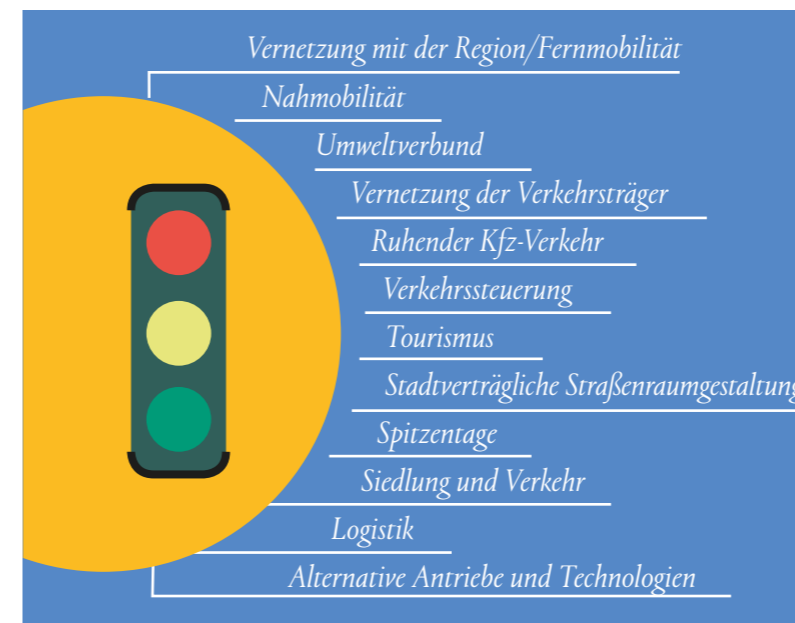 Vernetzung mit der Region/Fernmobilität
Nahmobilität
Umweltverbund
Vernetzung der Verkehrsträger
Ruhender Kfz-Verkehr
Verkehrssteuerung
Tourismus
Stadtverträgliche Straßenraumgestaltung
Spitzentage
Siedlung und Verkehr
Logistik
Alternative Antriebe und Technologien